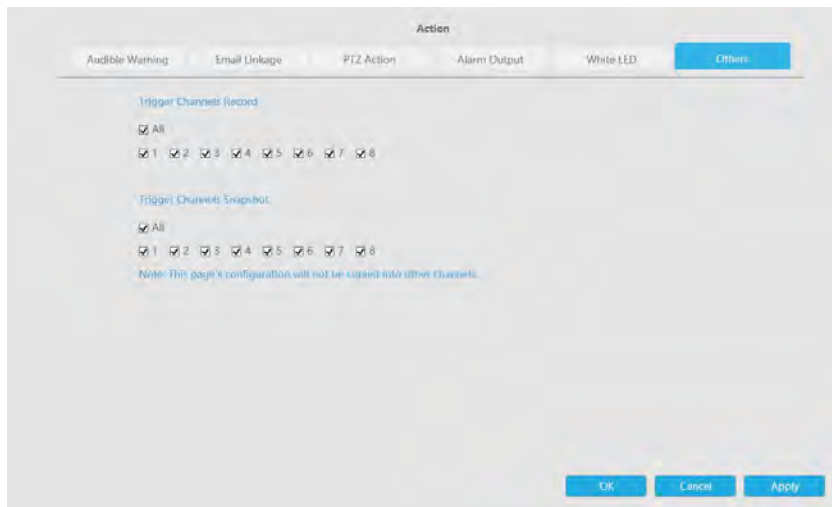 Action
Audible Warning Email Linkage PTZ Action Alarm Output White LED Others
Trigger Channels Record
All
1 2 3 4 5 6 7 8
Trigger Channels Snapshot
All
1 2 3 4 5 6 7 8
Note: This page's configuration will not be copied into other channels.
OK Cancel Apply